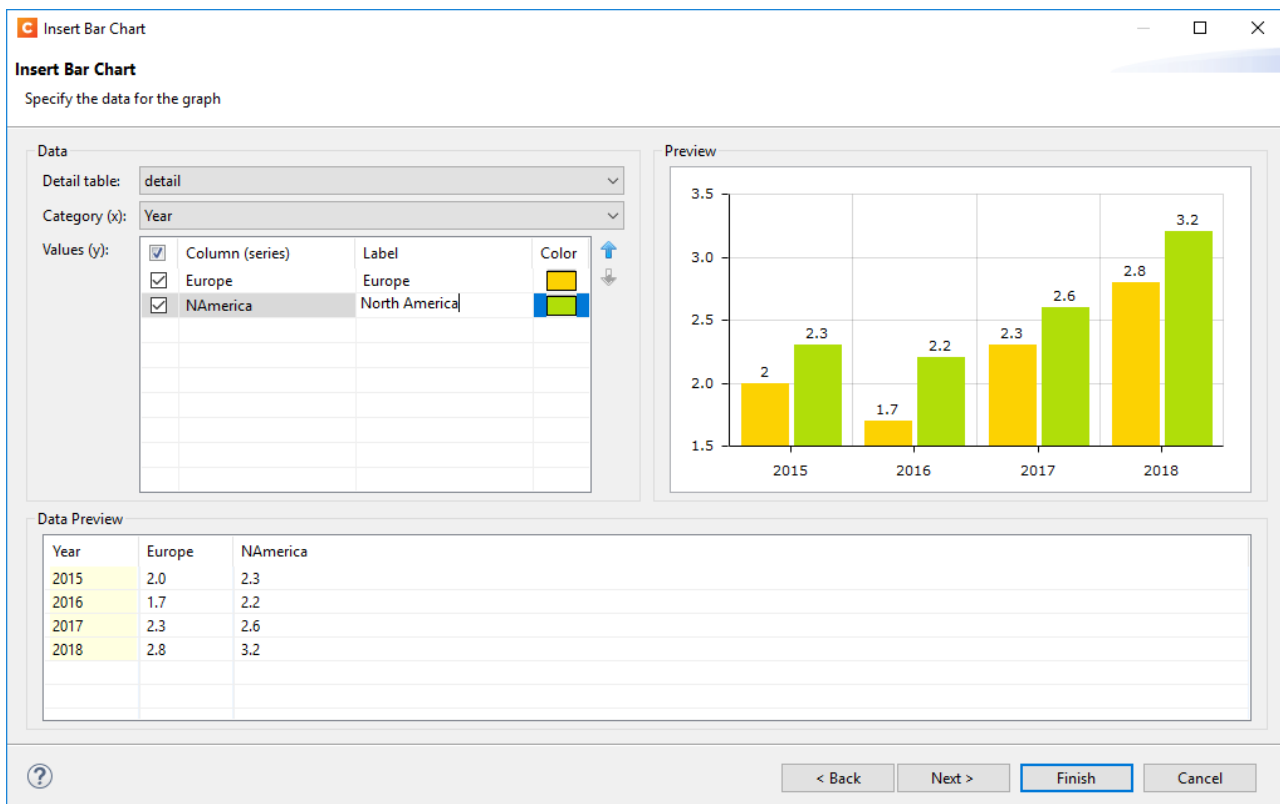 C Insert Bar Chart
Insert Bar Chart
Specify the data for the graph
Data
Detail table: detail
Category (x): Year
Values (y): Column (series) Label Color
Europe Europe
NAmerica North America
Preview
3.5
3.0
2.5
2.0
1.5
2 2.3 1.7 2.2 2.3 2.6 2.8 3.2
2015 2016 2017 2018
Data Preview
Year Europe NAmerica
2015 2.0 2.3
2016 1.7 2.2
2017 2.3 2.6
2018 2.8 3.2
? < Back Next > Finish Cancel